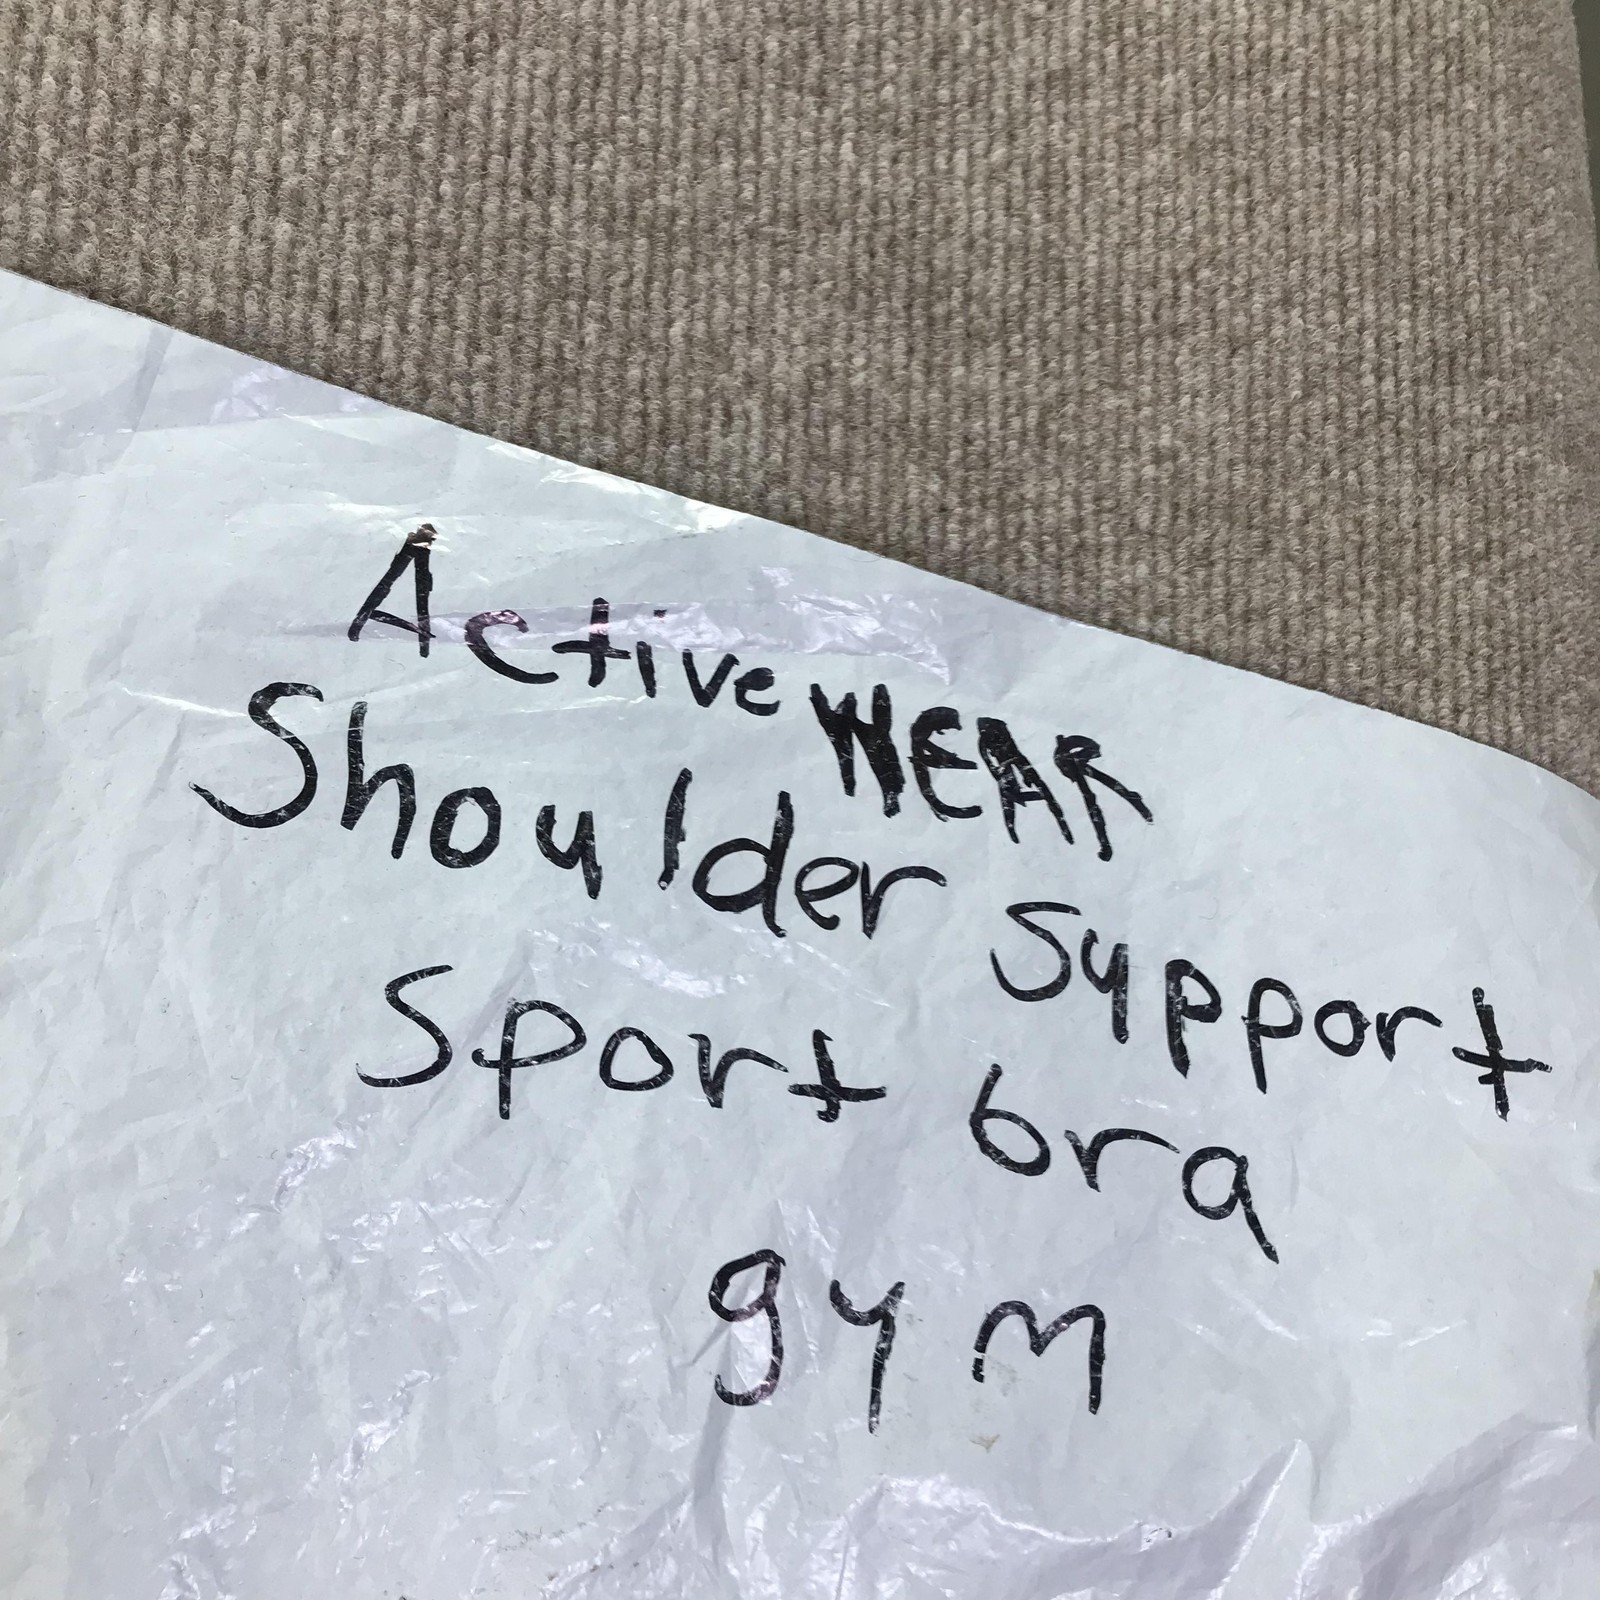 Active WEAR
Shoulder Support
Sport bra
gym